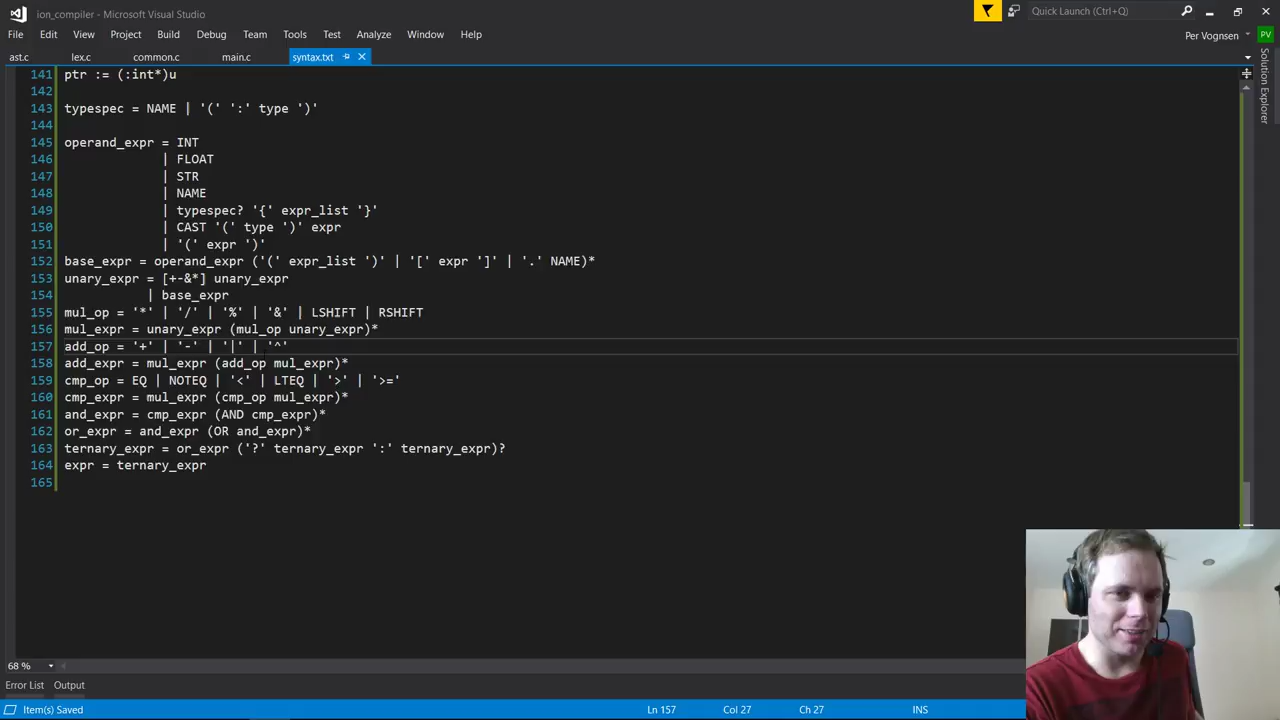 ion_compiler - Microsoft Visual Studio
Quick Launch (Ctrl+Q)
File Edit View Project Build Debug Team Tools Test Analyze Window Help
Per Vognsen PV
ast.c lex.c common.c main.c syntax.txt
Solution Explorer
141 ptr := (:int*)u
142
143 typespec = NAME | '(' ':' type ')'
144
145 operand_expr = INT
146 | FLOAT
147 | STR
148 | NAME
149 | typespec? '{' expr_list '}'
150 | CAST '(' type ')' expr
151 | '(' expr ')'
152 base_expr = operand_expr ('(' expr_list ')' | '[' expr ']' | '.' NAME)*
153 unary_expr = [+-&*] unary_expr
154 | base_expr
155 mul_op = '*' | '/' | '%' | '&' | LSHIFT | RSHIFT
156 mul_expr = unary_expr (mul_op unary_expr)*
157 add_op = '+' | '-' | '|' | '^'
158 add_expr = mul_expr (add_op mul_expr)*
159 cmp_op = EQ | NOTEQ | '<' | LTEQ | '>' | '>='
160 cmp_expr = mul_expr (cmp_op mul_expr)*
161 and_expr = cmp_expr (AND cmp_expr)*
162 or_expr = and_expr (OR and_expr)*
163 ternary_expr = or_expr ('?' ternary_expr ':' ternary_expr)?
164 expr = ternary_expr
165
68 %
Error List Output
Item(s) Saved Ln 157 Col 27 Ch 27 INS